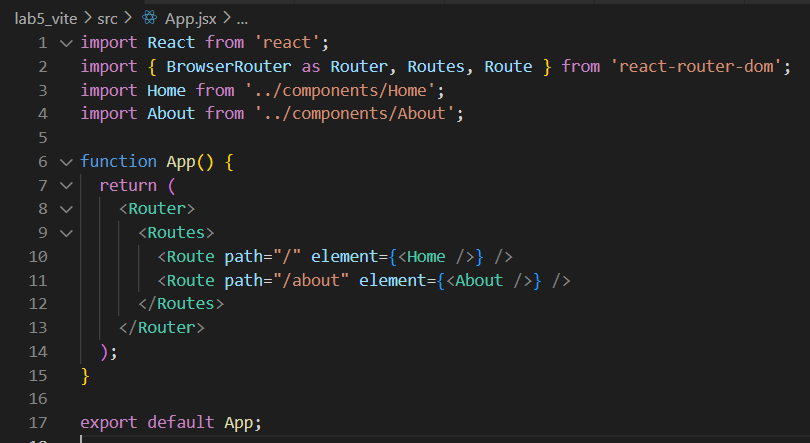 lab5_vite > src > App.jsx > ...
1 import React from 'react';
2 import { BrowserRouter as Router, Routes, Route } from 'react-router-dom';
3 import Home from '../components/Home';
4 import About from '../components/About';
5
6 function App() {
7   return (
8     <Router>
9       <Routes>
10         <Route path="/" element={<Home />} />
11         <Route path="/about" element={<About />} />
12       </Routes>
13     </Router>
14   );
15 }
16
17 export default App;